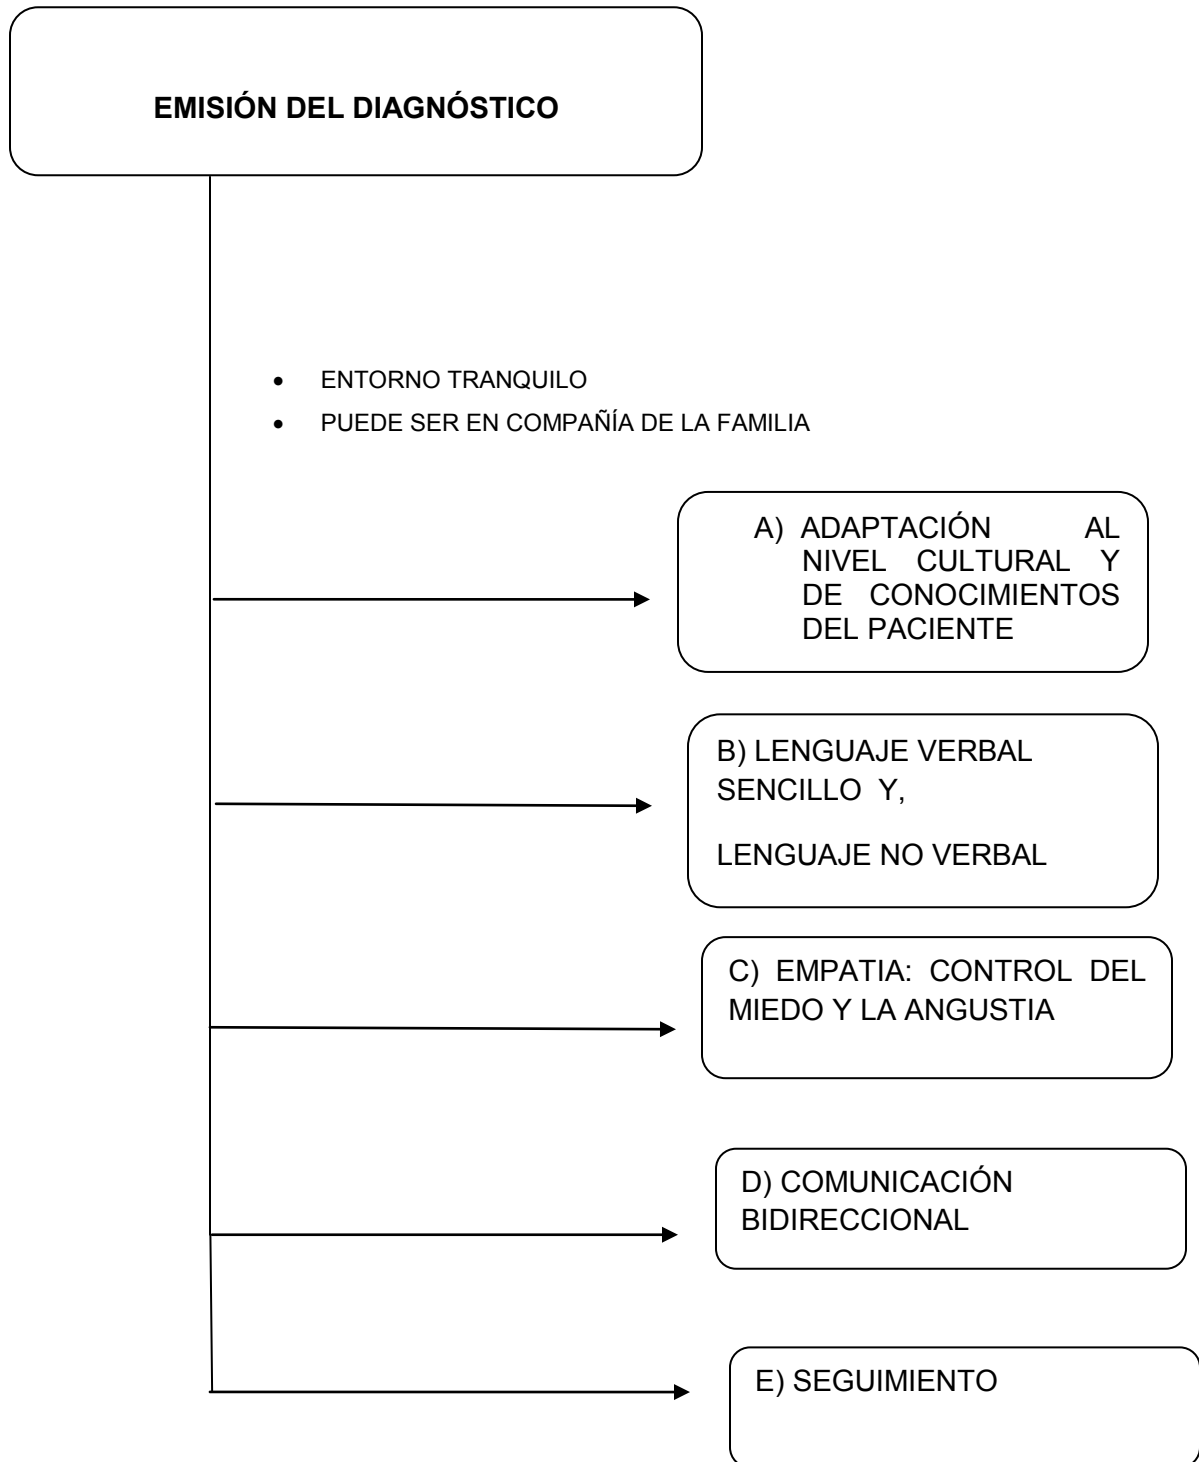 EMISIÓN DEL DIAGNÓSTICO
• ENTORNO TRANQUILO
• PUEDE SER EN COMPAÑÍA DE LA FAMILIA
A) ADAPTACIÓN AL
NIVEL CULTURAL Y
DE CONOCIMIENTOS
DEL PACIENTE
B) LENGUAJE VERBAL
SENCILLO Y,
LENGUAJE NO VERBAL
C) EMPATIA: CONTROL DEL
MIEDO Y LA ANGUSTIA
D) COMUNICACIÓN
BIDIRECCIONAL
E) SEGUIMIENTO